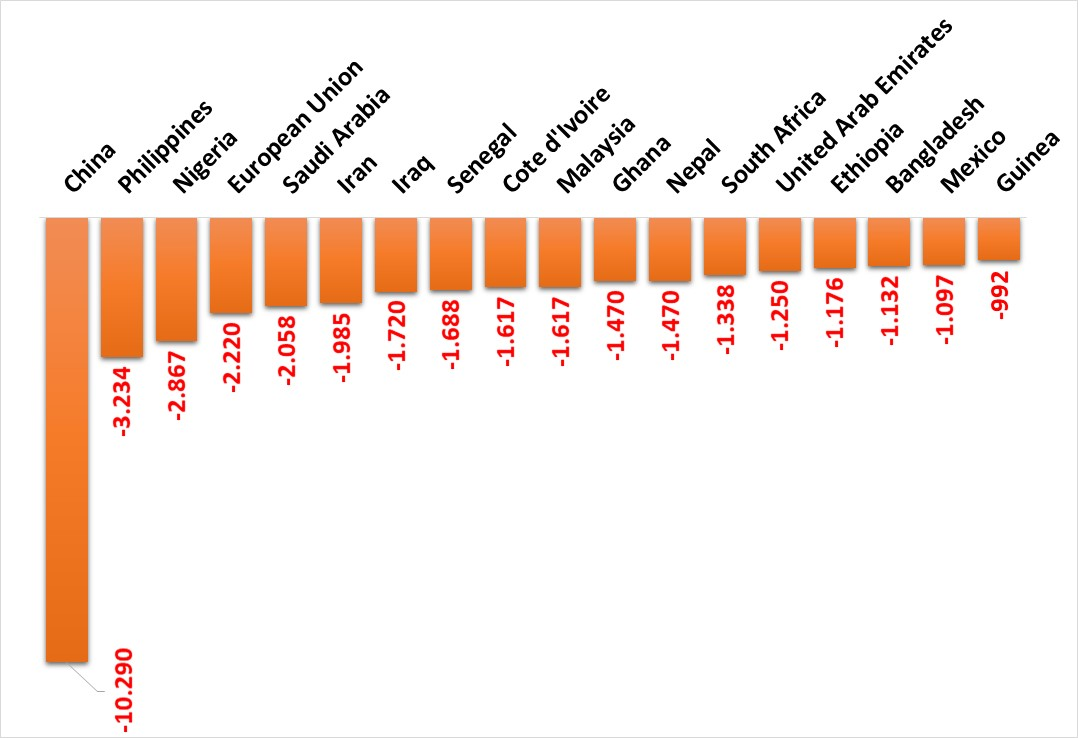 China
Philippines
Nigeria
European Union
Saudi Arabia
Iran
Iraq
Senegal
Cote d'Ivoire
Malaysia
Ghana
Nepal
South Africa
United Arab Emirates
Ethiopia
Bangladesh
Mexico
Guinea
-10.290
-3.234
-2.867
-2.220
-2.058
-1.985
-1.720
-1.688
-1.617
-1.617
-1.470
-1.470
-1.338
-1.250
-1.176
-1.132
-1.097
-992